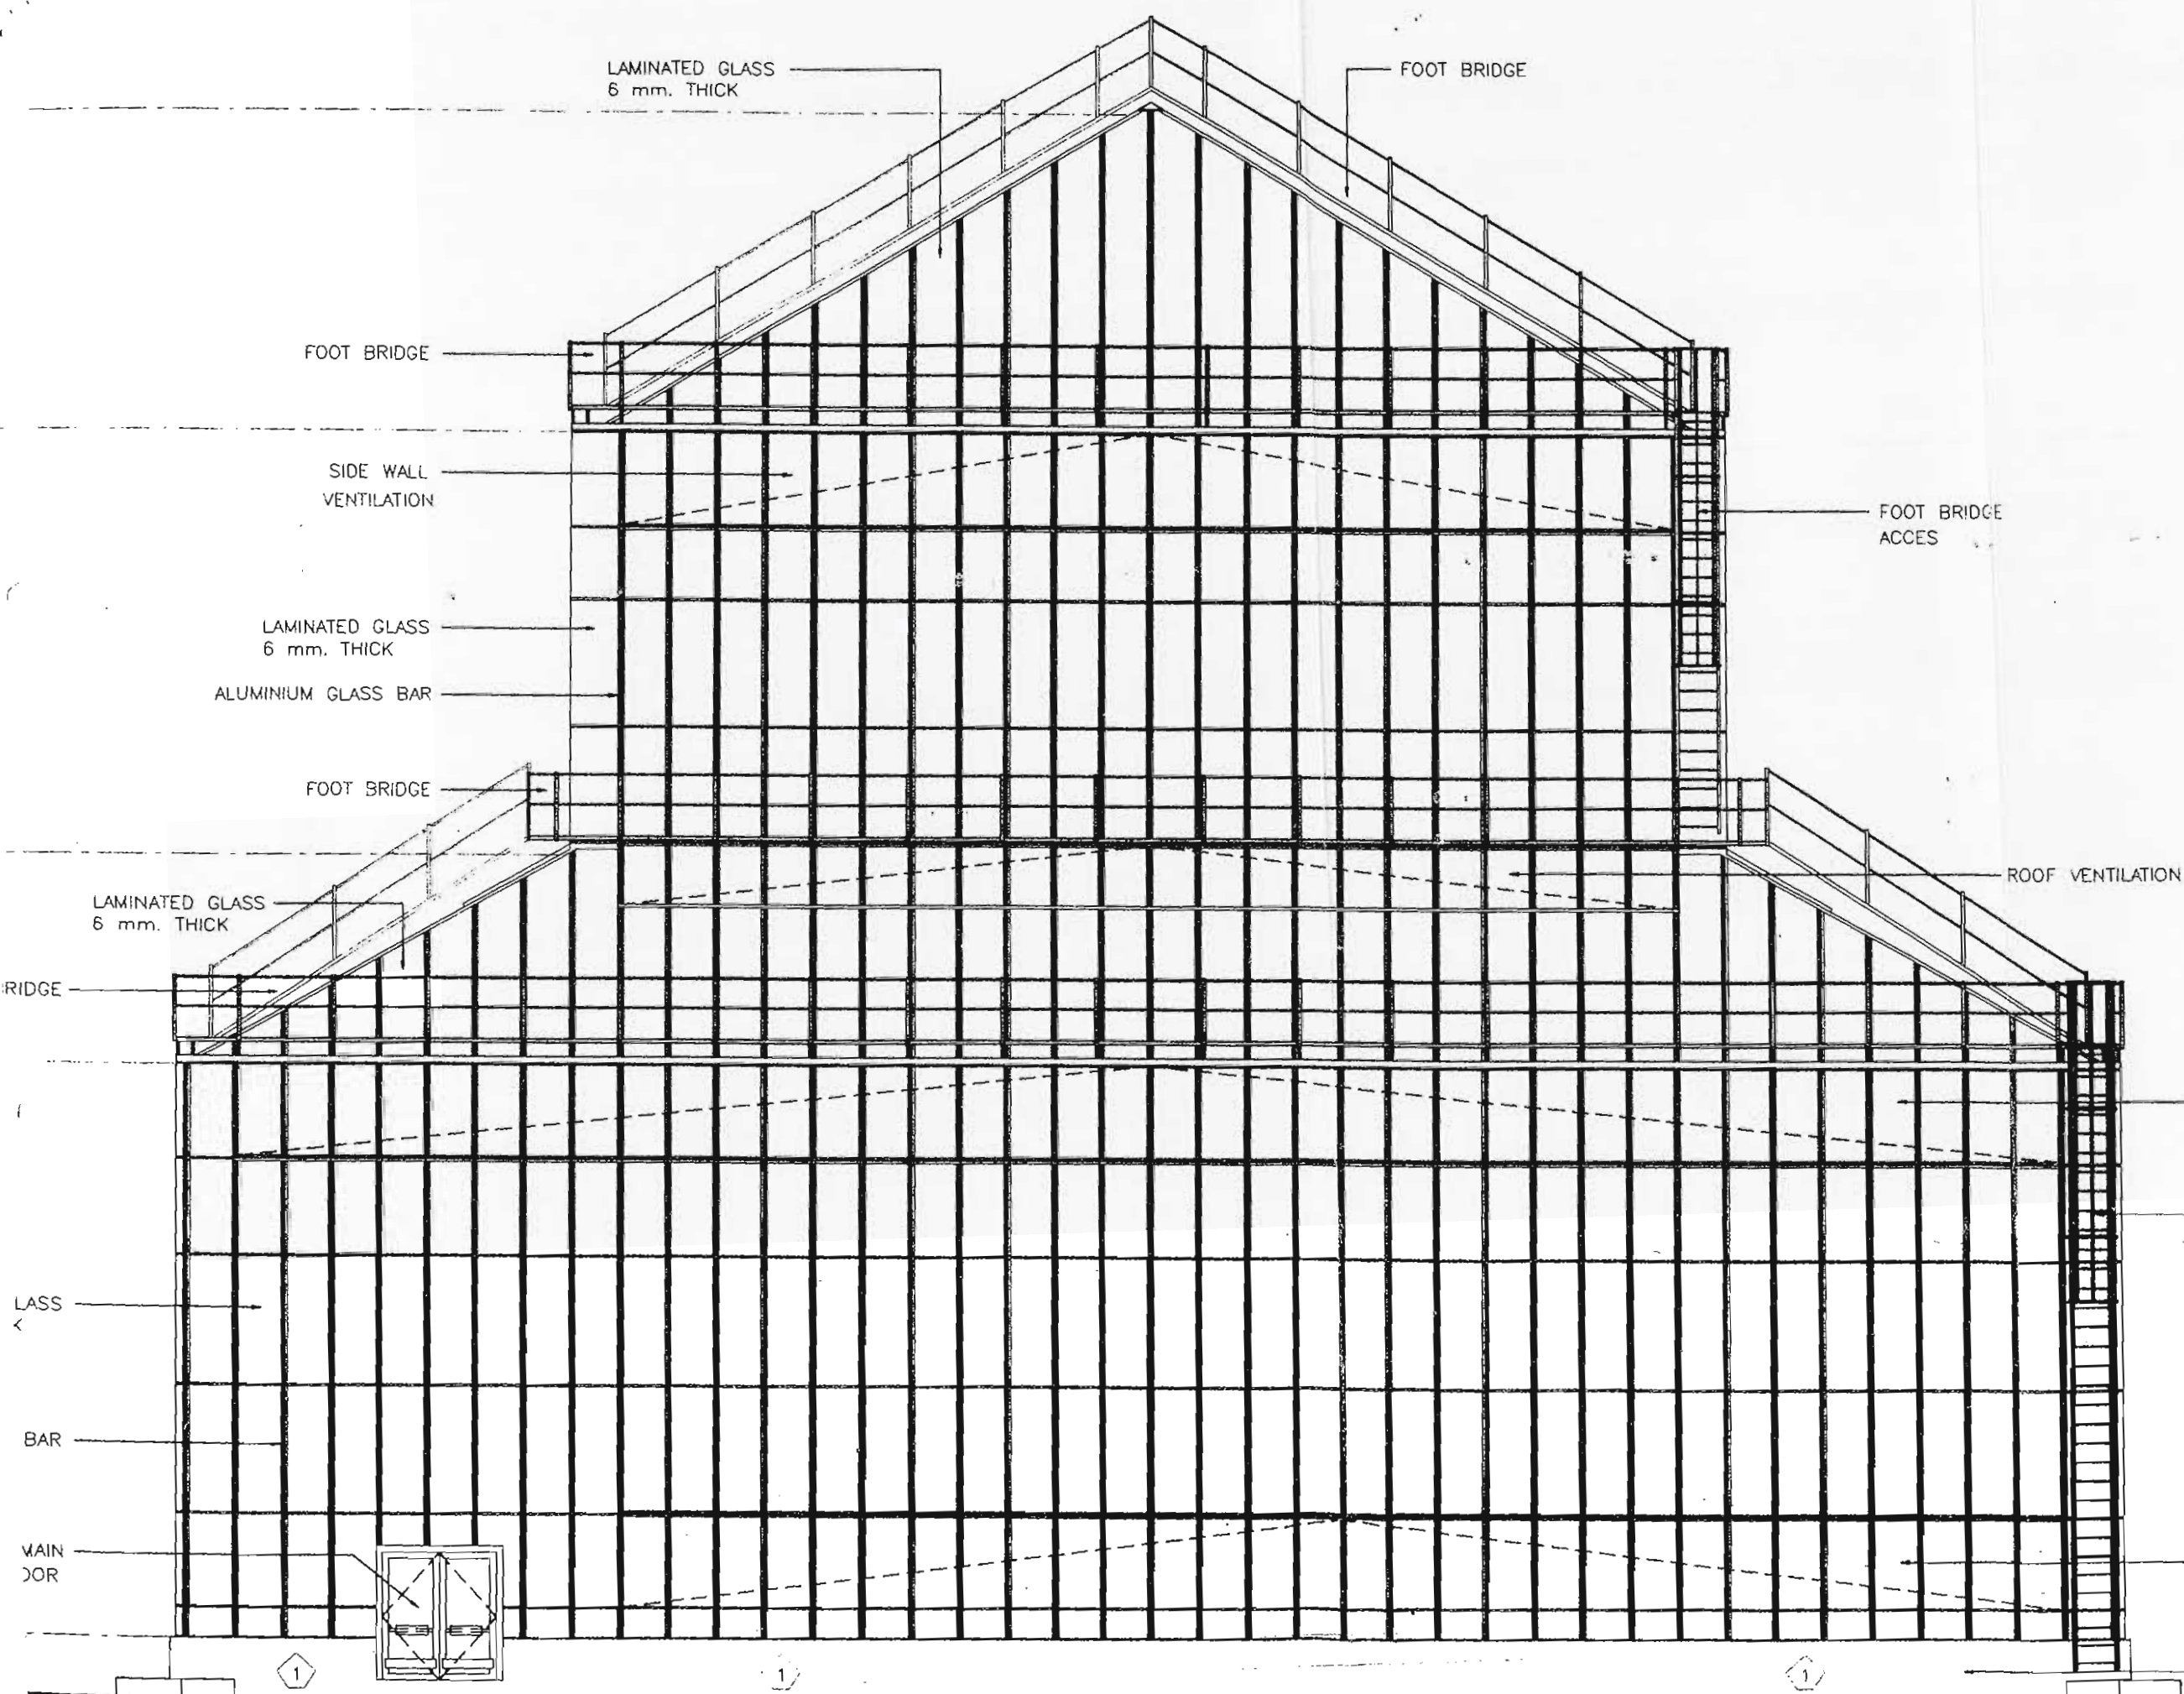 LAMINATED GLASS
6 mm. THICK
FOOT BRIDGE
FOOT BRIDGE
SIDE WALL
VENTILATION
FOOT BRIDGE
ACCES
LAMINATED GLASS
6 mm. THICK
ALUMINIUM GLASS BAR
FOOT BRIDGE
ROOF VENTILATION
LAMINATED GLASS
6 mm. THICK
RIDGE
LASS
BAR
MAIN
OOR
1
1
1